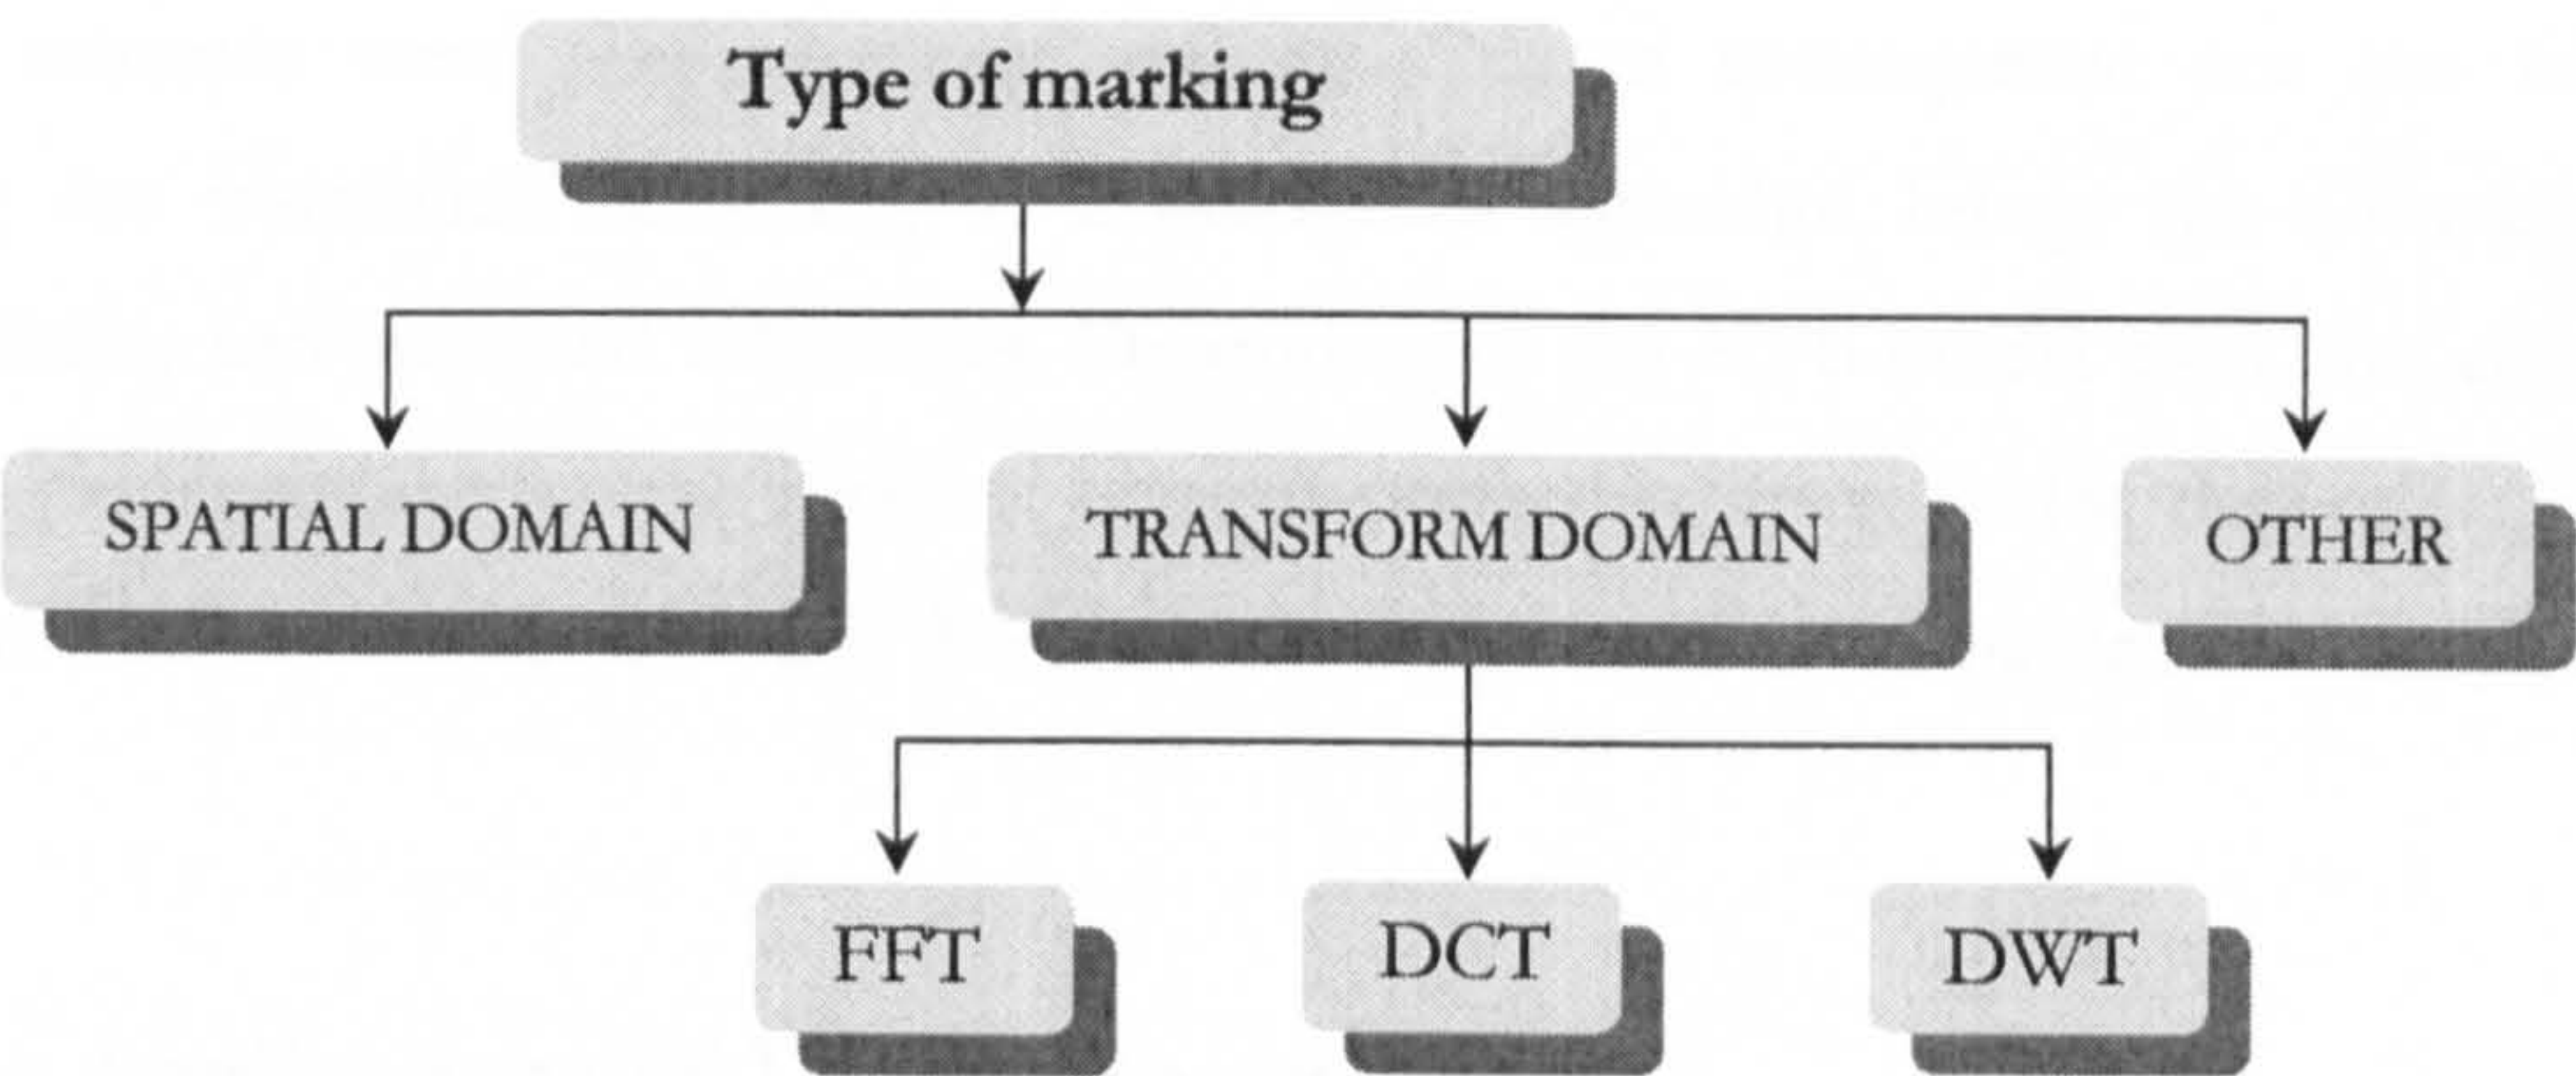 Type of marking
SPATIAL DOMAIN
TRANSFORM DOMAIN
OTHER
FFT
DCT
DWT